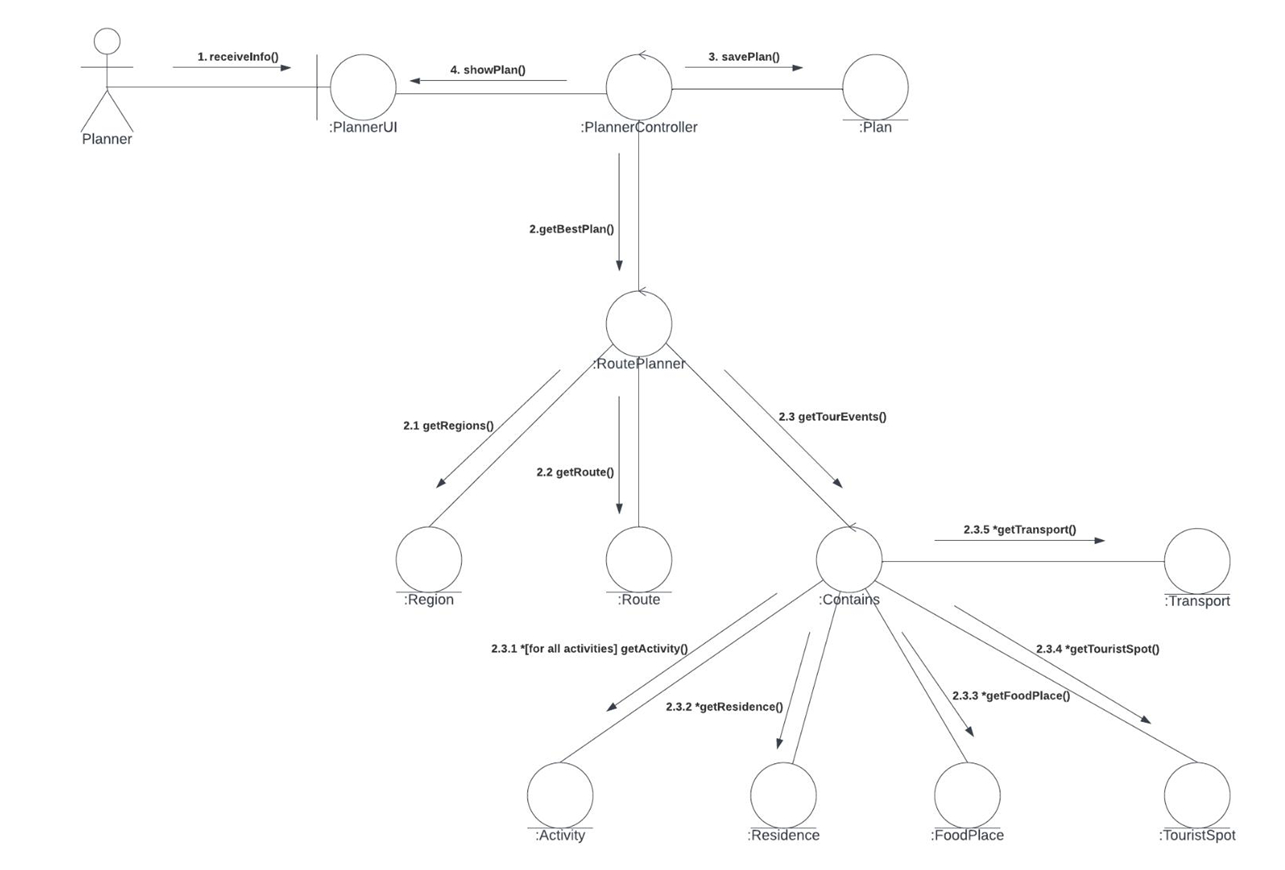 1. receiveInfo()
4. showPlan()
3. savePlan()
Planner
:PlannerUI
:PlannerController
:Plan
2.getBestPlan()
:RoutePlanner
2.1 getRegions()
2.3 getTourEvents()
2.2 getRoute()
2.3.5 *getTransport()
:Region
:Route
:Contains
:Transport
2.3.1 *[for all activities] getActivity()
2.3.4 *getTouristSpot()
2.3.3 *getFoodPlace()
2.3.2 *getResidence()
:Activity
:Residence
:FoodPlace
:TouristSpot